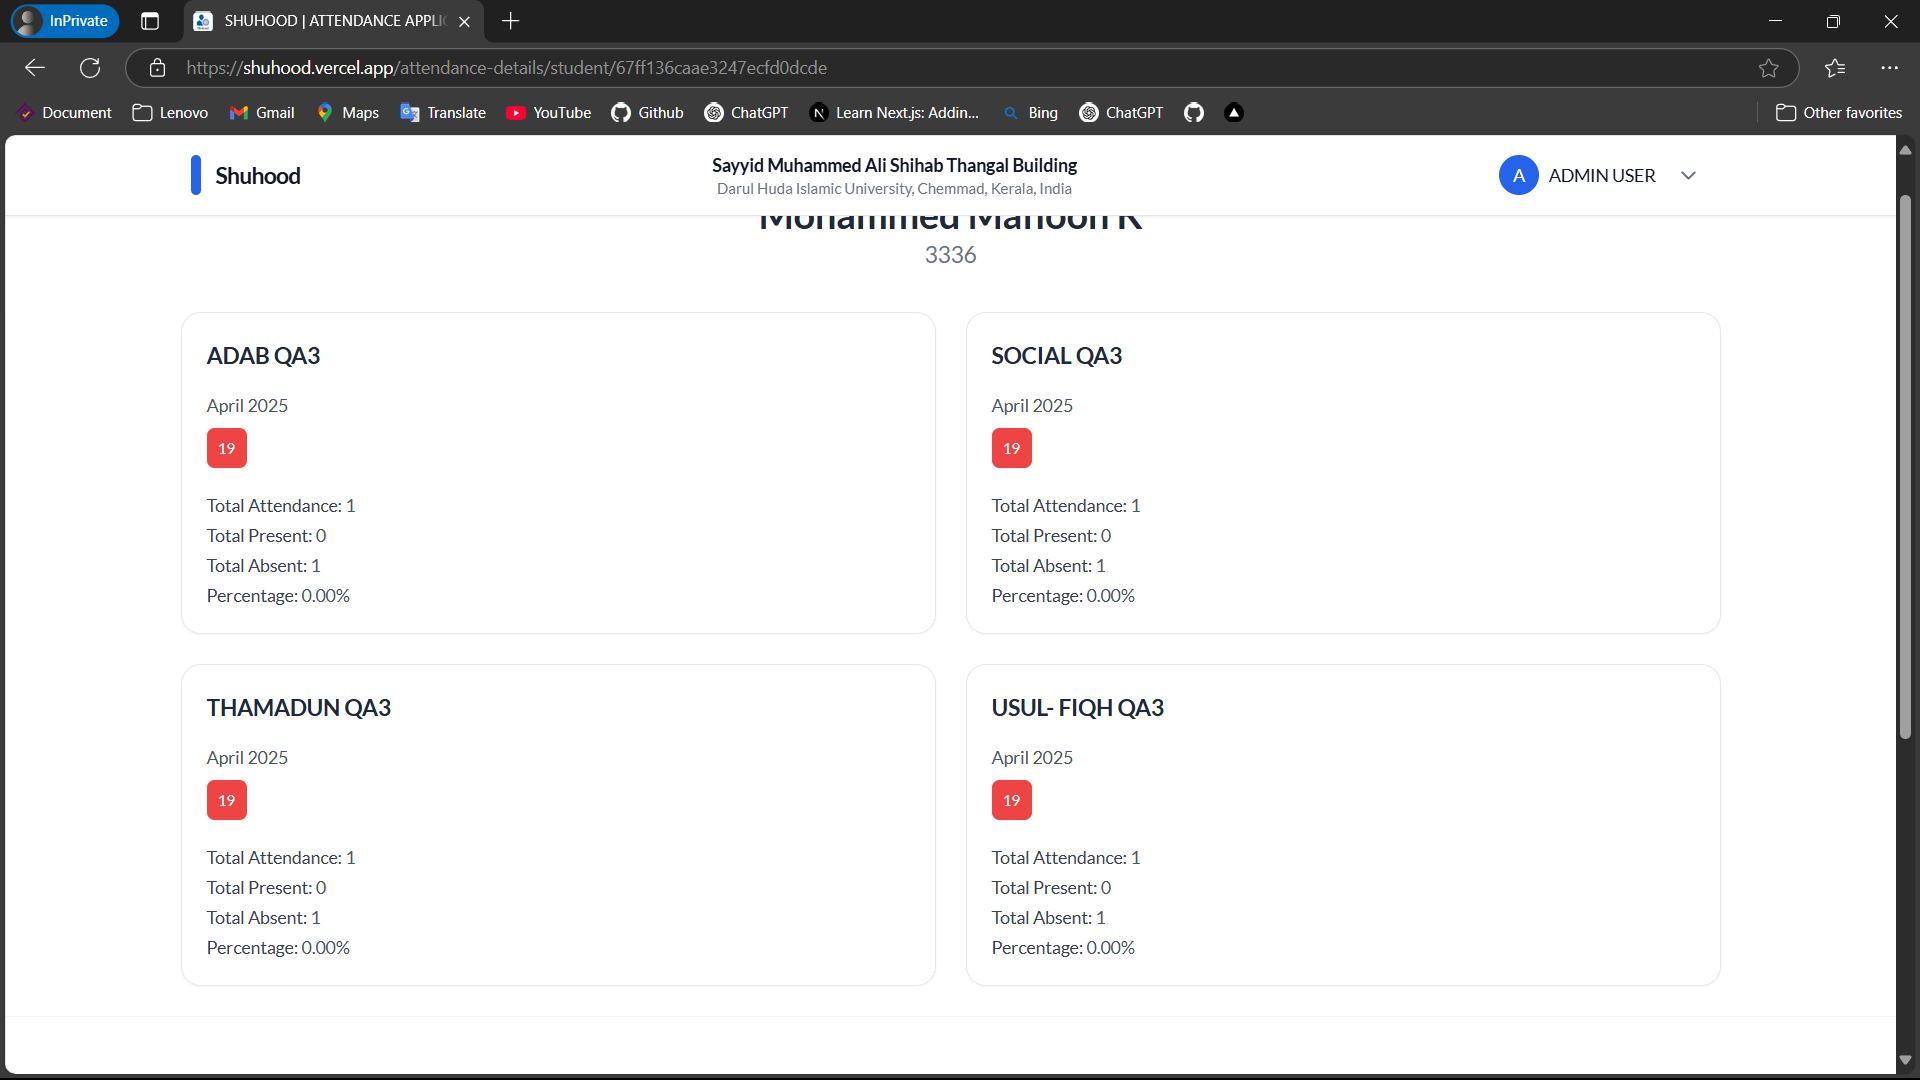 InPrivate
SHUHOOD | ATTENDANCE APPLIC
https://shuhood.vercel.app/attendance-details/student/67ff136caae3247ecfd0dcde
Document Lenovo Gmail Maps Translate YouTube Github ChatGPT Learn Next.js: Addin... Bing ChatGPT Other favorites
Shuhood
Sayyid Muhammed Ali Shihab Thangal Building
Darul Huda Islamic University, Chemmad, Kerala, India
A ADMIN USER
Mohammed K
3336
ADAB QA3
April 2025
19
Total Attendance: 1
Total Present: 0
Total Absent: 1
Percentage: 0.00%
SOCIAL QA3
April 2025
19
Total Attendance: 1
Total Present: 0
Total Absent: 1
Percentage: 0.00%
THAMADUN QA3
April 2025
19
Total Attendance: 1
Total Present: 0
Total Absent: 1
Percentage: 0.00%
USUL- FIQH QA3
April 2025
19
Total Attendance: 1
Total Present: 0
Total Absent: 1
Percentage: 0.00%